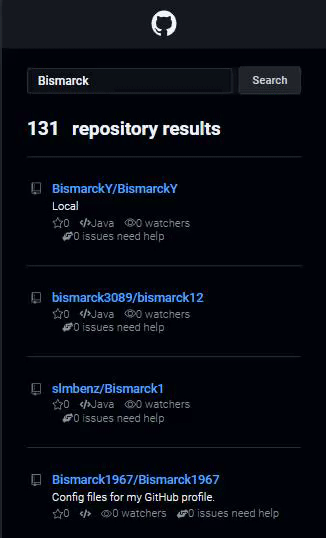 Bismarck Search
131 repository results
BismarckY/BismarckY
Local
0 Java 0 watchers
0 issues need help
bismarck3089/bismarck12
0 Java 0 watchers
0 issues need help
slmbenz/Bismarck1
0 Java 0 watchers
0 issues need help
Bismarck1967/Bismarck1967
Config files for my GitHub profile.
0 0 watchers 0 issues need help